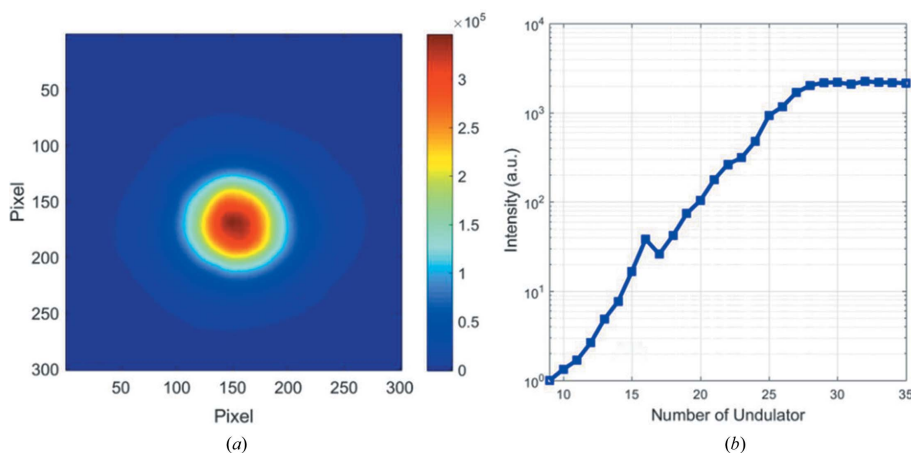 ×10⁵
50
100
150
200
250
300
Pixel
50 100 150 200 250 300
Pixel
3
2.5
2
1.5
1
0.5
0
(a)
10⁴
10³
10²
10¹
10⁰
Intensity (a.u.)
10 15 20 25 30 35
Number of Undulator
(b)